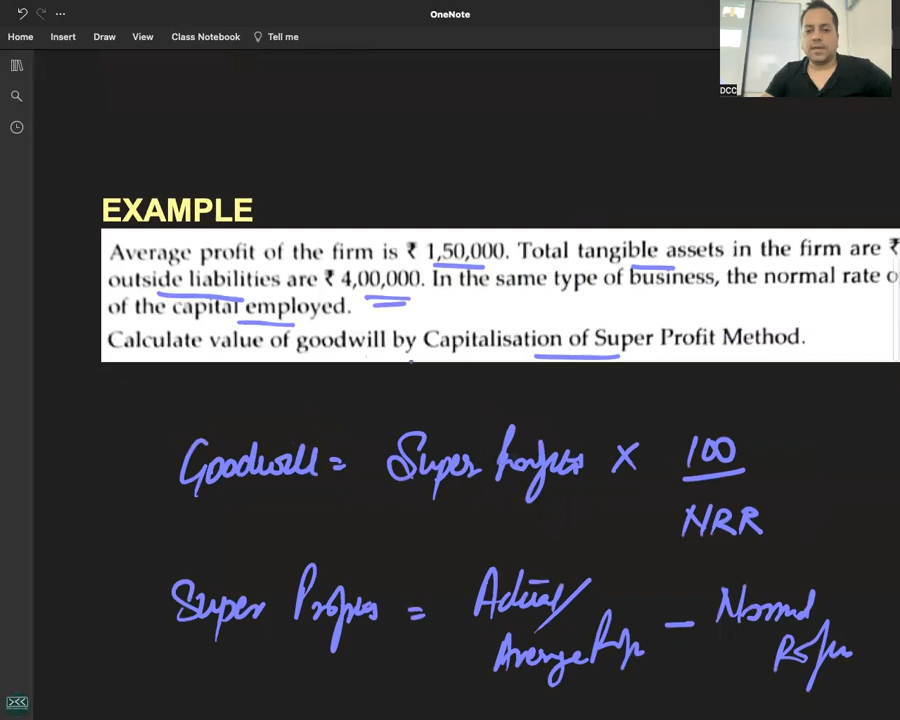 OneNote
Home Insert Draw View Class Notebook Tell me
DCC
EXAMPLE
Average profit of the firm is ₹ 1,50,000. Total tangible assets in the firm are ₹
outside liabilities are ₹ 4,00,000. In the same type of business, the normal rate o
of the capital employed.
Calculate value of goodwill by Capitalisation of Super Profit Method.
Goodwill = Super Profits × 100
NRR
Super Profits = Actual/ Average Profit − Normal Profit